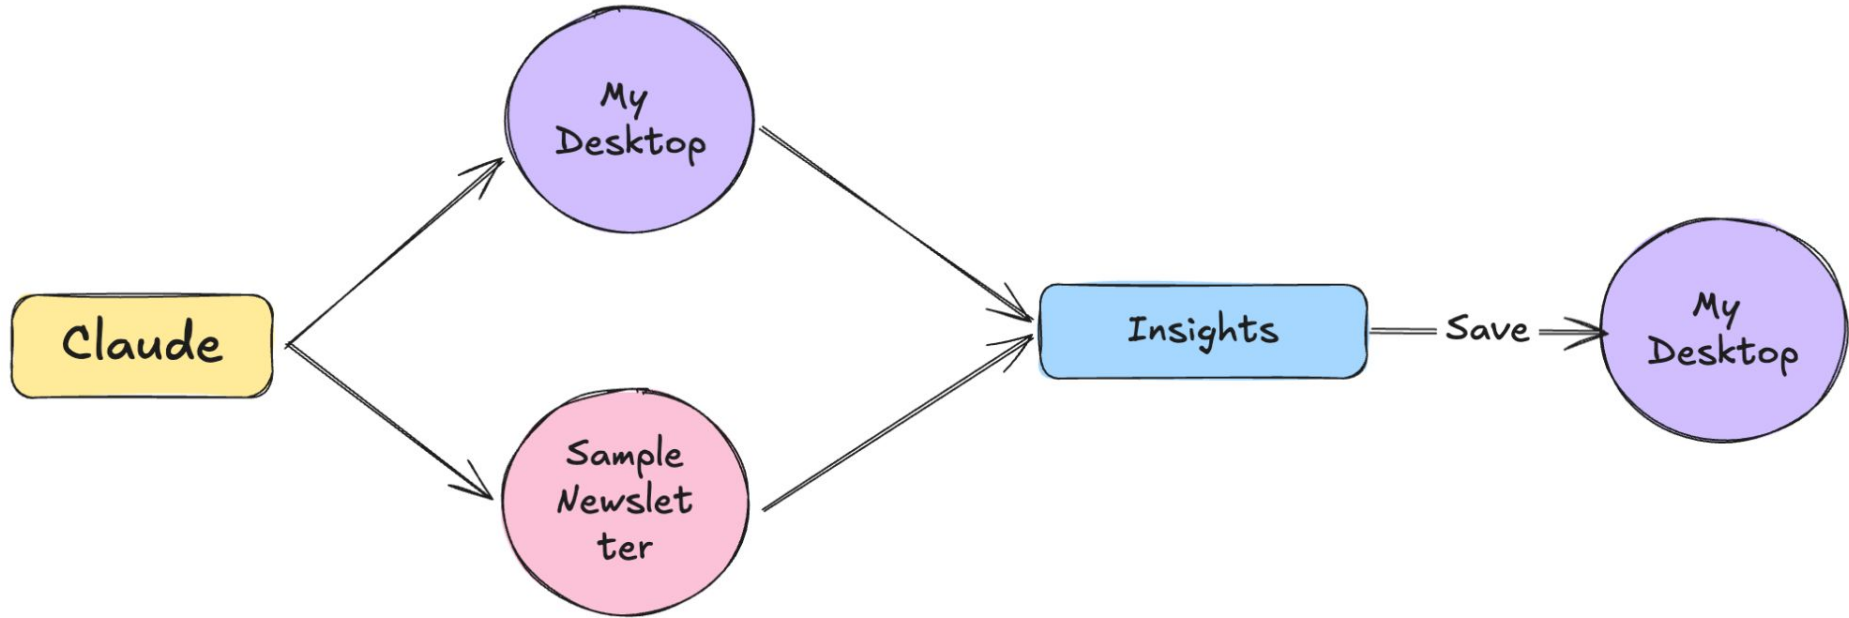 My
Desktop
Claude
Sample
Newslet
ter
Insights
Save
My
Desktop